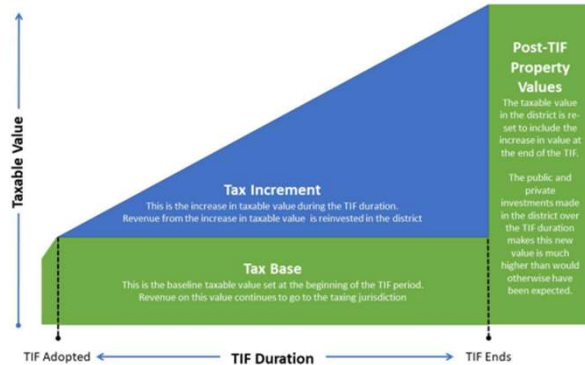 Taxable Value
Post-TIF
Property
Values
The taxable value
in the district is re-
set to include the
increase in value at
the end of the TIF.
The public and
private
investments made
in the district over
the TIF duration
makes this new
value is much
higher than would
otherwise have
been expected.
Tax Increment
This is the increase in taxable value during the TIF duration.
Revenue from the increase in taxable value is reinvested in the district
Tax Base
This is the baseline taxable value set at the beginning of the TIF period.
Revenue on this value continues to go to the taxing jurisdiction
TIF Adopted
TIF Duration
TIF Ends